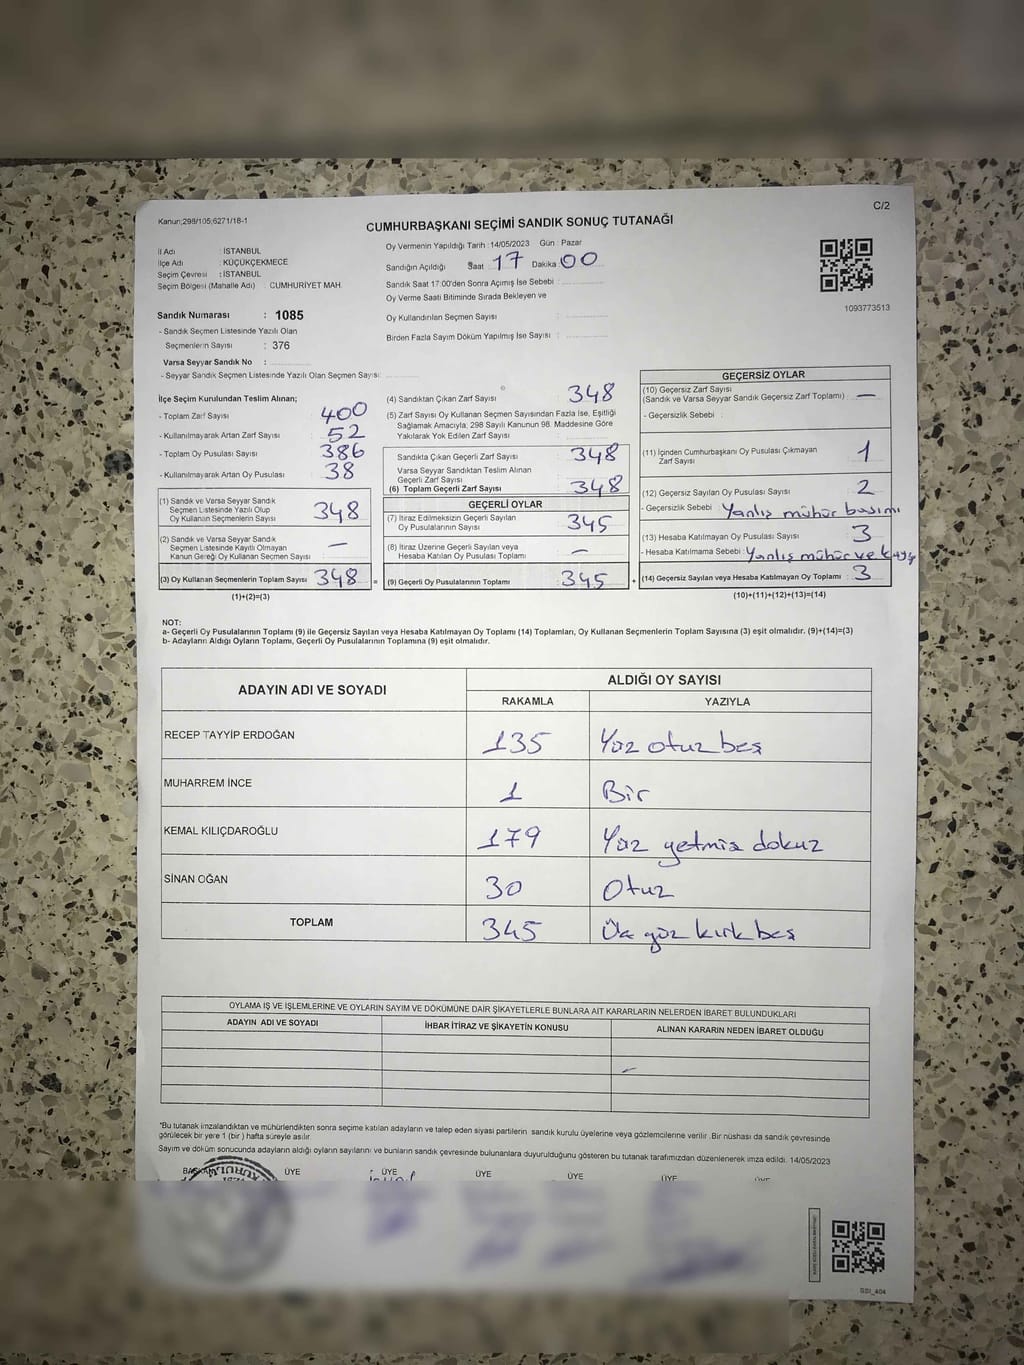 Kanun;298/105,6271/18-1
C/2
CUMHURBAŞKANI SEÇİMİ SANDIK SONUÇ TUTANAĞI
İl Adı : İSTANBUL
İlçe Adı : KÜÇÜKÇEKMECE
Seçim Çevresi : İSTANBUL
Seçim Bölgesi (Mahalle Adı) CUMHURİYET MAH.
Sandık Numarası : 1085
- Sandık Seçmen Listesinde Yazılı Olan
Seçmenlerin Sayısı : 376
Varsa Seyyar Sandık No :
- Seyyar Sandık Seçmen Listesinde Yazılı Olan Seçmen Sayısı:
Oy Vermenin Yapıldığı Tarih :14/05/2023 Gün : Pazar
Sandığın Açıldığı Saat : 17 Dakika : 00
Sandık Saat 17.00'den Sonra Açımış İse Sebebi :
Oy Verme Saati Bitiminde Sırada Bekleyen ve
Oy Kullandırılan Seçmen Sayısı :
Birden Fazla Sayım Döküm Yapılmış İse Sayısı :
1093773513
İlçe Seçim Kurulundan Teslim Alınan;
- Toplam Zarf Sayısı : 400
- Kullanılmayarak Artan Zarf Sayısı : 52
- Toplam Oy Pusulası Sayısı : 386
- Kullanılmayarak Artan Oy Pusulası : 38
(1) Sandık ve Varsa Seyyar Sandık
Seçmen Listesinde Yazılı Olup
Oy Kullanan Seçmenlerin Sayısı : 348
(2) Sandık ve Varsa Seyyar Sandık
Seçmen Listesinde Kayıtlı Olmayan
Kanun Gereği Oy Kullanan Seçmen Sayısı : —
(3) Oy Kullanan Seçmenlerin Toplam Sayısı : 348 =
(1)+(2)=(3)
(4) Sandıktan Çıkan Zarf Sayısı : 348
(5) Zarf Sayısı Oy Kullanan Seçmen Sayısından Fazla İse, Eşitliği
Sağlamak Amacıyla, 298 Sayılı Kanunun 98. Maddesine Göre
Yakılarak Yok Edilen Zarf Sayısı :
Sandıkta Çıkan Geçerli Zarf Sayısı : 348
Varsa Seyyar Sandıktan Teslim Alınan
Geçerli Zarf Sayısı :
(6) Toplam Geçerli Zarf Sayısı : 348
GEÇERLİ OYLAR
(7) İtiraz Edilmeksizin Geçerli Sayılan
Oy Pusulalarının Sayısı : 345
(8) İtiraz Üzerine Geçerli Sayılan veya
Hesaba Katılan Oy Pusulası Sayısı : —
(9) Geçerli Oy Pusulalarının Toplamı : 345 +
GEÇERSİZ OYLAR
(10) Geçersiz Zarf Sayısı
(Sandık ve Varsa Seyyar Sandık Geçersiz Zarf Toplamı) : —
- Geçersizlik Sebebi :
(11) İçinden Cumhurbaşkanı Oy Pusulası Çıkmayan
Zarf Sayısı : 1
(12) Geçersiz Sayılan Oy Pusulası Sayısı : 2
- Geçersizlik Sebebi : Yanlış mühür basımı
(13) Hesaba Katılmayan Oy Pusulası Sayısı : 3
- Hesaba Katılmama Sebebi : Yanlış mühür ve
(14) Geçersiz Sayılan veya Hesaba Katılmayan Oy Toplamı : 3
(10)+(11)+(12)+(13)=(14)
NOT:
a- Geçerli Oy Pusulalarının Toplamı (9) ile Geçersiz Sayılan veya Hesaba Katılmayan Oy Toplamı (14) Toplamları, Oy Kullanan Seçmenlerin Toplam Sayısına (3) eşit olmalıdır. (9)+(14)=(3)
b- Adayların Aldığı Oyların Toplamı, Geçerli Oy Pusulalarının Toplamına (9) eşit olmalıdır.
ADAYIN ADI VE SOYADI
ALDIĞI OY SAYISI
RAKAMLA YAZIYLA
RECEP TAYYİP ERDOĞAN 135 Yüz otuz beş
MUHARREM İNCE 1 Bir
KEMAL KILIÇDAROĞLU 179 Yüz yetmiş dokuz
SİNAN OĞAN 30 Otuz
TOPLAM 345 Üç yüz kırk beş
OYLAMA İŞ VE İŞLEMLERİNE VE OYLARIN SAYIM VE DÖKÜMÜNE DAİR ŞİKAYETLERLE BUNLARA AİT KARARLARIN NELERDEN İBARET BULUNDUKLARI
ADAYIN ADI VE SOYADI İHBAR İTİRAZ VE ŞİKAYETİN KONUSU ALINAN KARARIN NEDEN İBARET OLDUĞU
*Bu tutanak imzalandıktan ve mühürlendikten sonra seçime katılan adayların ve talep eden siyasi partilerin sandık kurulu üyelerine veya gözlemcilerine verilir .Bir nüshası da sandık çevresinde
görülecek bir yere 1 (bir ) hafta süreyle asılır.
Sayım ve döküm sonucunda adayların aldığı oyların sayılarını ve bunların sandık çevresinde bulunanlara duyurulduğunu gösteren bu tutanak tarafımızdan düzenlenerek imza edildi. 14/05/2023
ÜYE ÜYE ÜYE ÜYE ÜYE ÜYE
GSI_404